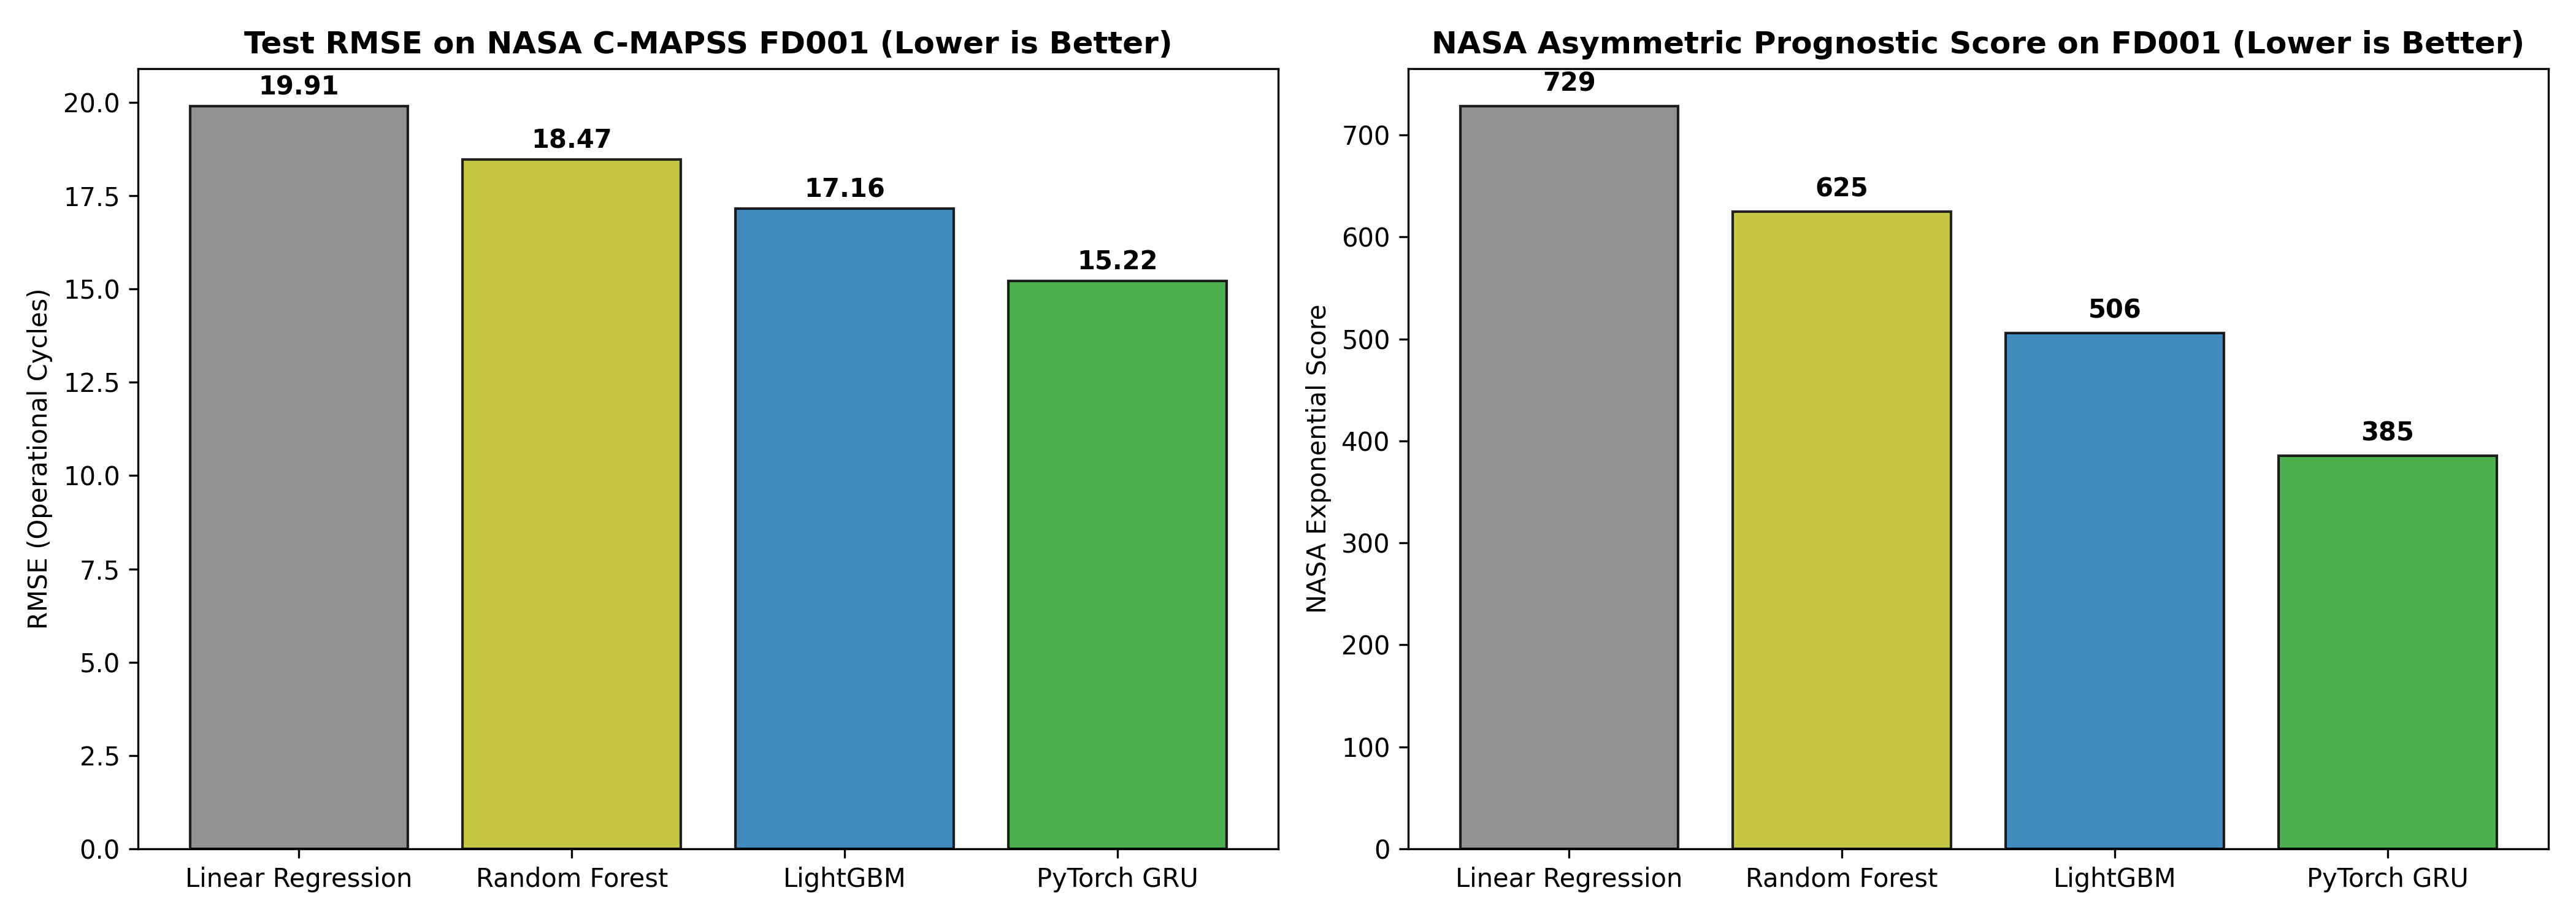 Test RMSE on NASA C-MAPSS FD001 (Lower is Better)
RMSE (Operational Cycles)
20.0
17.5
15.0
12.5
10.0
7.5
5.0
2.5
0.0
19.91
18.47
17.16
15.22
Linear Regression
Random Forest
LightGBM
PyTorch GRU
NASA Asymmetric Prognostic Score on FD001 (Lower is Better)
NASA Exponential Score
700
600
500
400
300
200
100
0
729
625
506
385
Linear Regression
Random Forest
LightGBM
PyTorch GRU